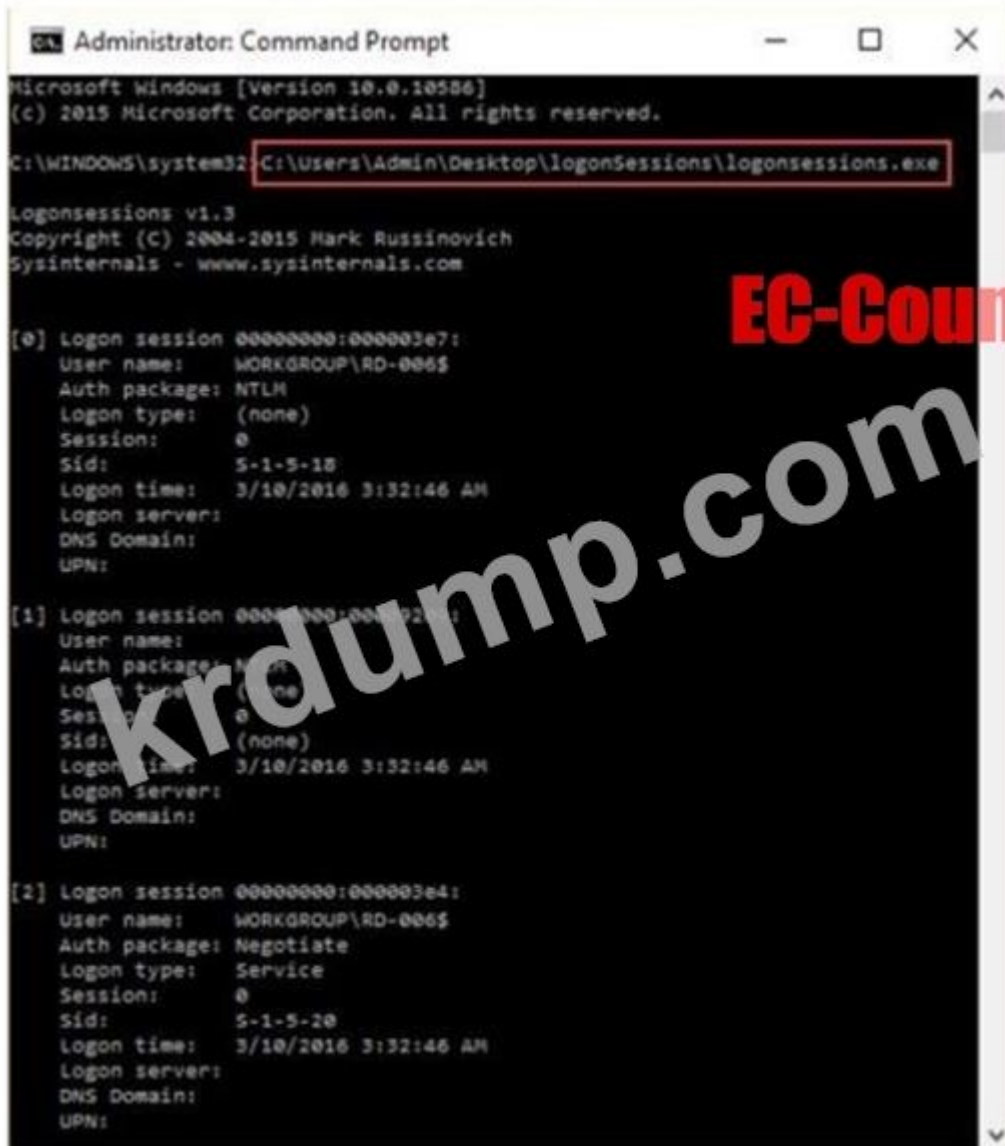 Administrator: Command Prompt
Microsoft Windows [Version 10.0.10586]
(c) 2015 Microsoft Corporation. All rights reserved.
C:\WINDOWS\system32>C:\Users\Admin\Desktop\logonSessions\logonsessions.exe
Logonsessions v1.3
Copyright (C) 2004-2015 Mark Russinovich
Sysinternals - wwww.sysinternals.com
EC-Coun
[0] Logon session 00000000:000003e7:
User name: WORKGROUP\RD-006$
Auth package: NTLM
Logon type: (none)
Session: 0
Sid: S-1-5-18
Logon time: 3/10/2016 3:32:46 AM
Logon server:
DNS Domain:
UPN:
krdump.com
[1] Logon session
User name:
Auth package: NTLM
Logon type: (none)
Session: 0
Sid: (none)
Logon time: 3/10/2016 3:32:46 AM
Logon server:
DNS Domain:
UPN:
[2] Logon session 00000000:000003e4:
User name: WORKGROUP\RD-006$
Auth package: Negotiate
Logon type: Service
Session: 0
Sid: S-1-5-20
Logon time: 3/10/2016 3:32:46 AM
Logon server:
DNS Domain:
UPN: